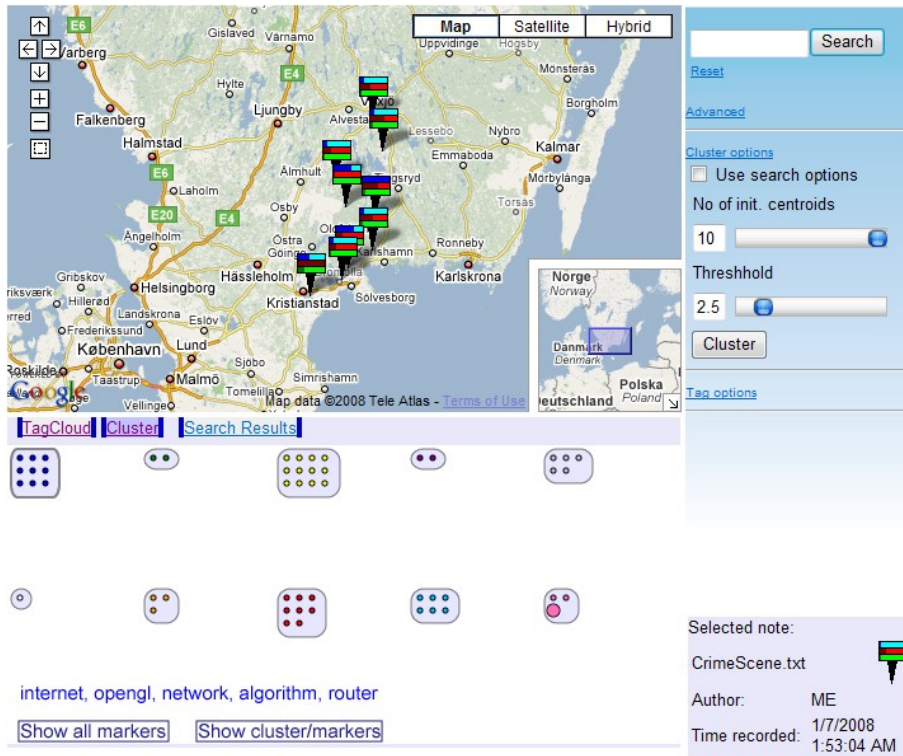 E6
Gislaved
Värnamo
Map
Satellite
Hybrid
Search
Varberg
Uppvidinge
Högsby
Reset
E4
Mönsterås
Hylte
Ljungby
Borgholm
Advanced
Falkenberg
Alvesta
Lessebo
Nybro
Halmstad
Emmaboda
Kalmar
Cluster options
E6
Älmhult
Mörbylånga
Use search options
Laholm
Torsås
No of init. centroids
E20
E4
Osby
10
Ängelholm
Östra
Göinge
Ronneby
Karlshamn
Threshhold
Gribskov
Hässleholm
Karlskrona
Norge
Norway
Helsingborg
Kristianstad
Sölvesborg
2.5
Hillerød
Landskrona
Eslöv
Frederikssund
Cluster
København
Lund
Danmark
Denmark
Roskilde
Taastrup
Malmö
Sjöbo
Simrishamn
Tomelilla
Polska
Poland
Tag options
Google
Vellinge
Map data ©2008 Tele Atlas - Terms of Use
Deutschland
TagCloud Cluster Search Results
Selected note:
CrimeScene.txt
internet, opengl, network, algorithm, router
Author: ME
Show all markers Show cluster/markers
Time recorded: 1/7/2008
1:53:04 AM